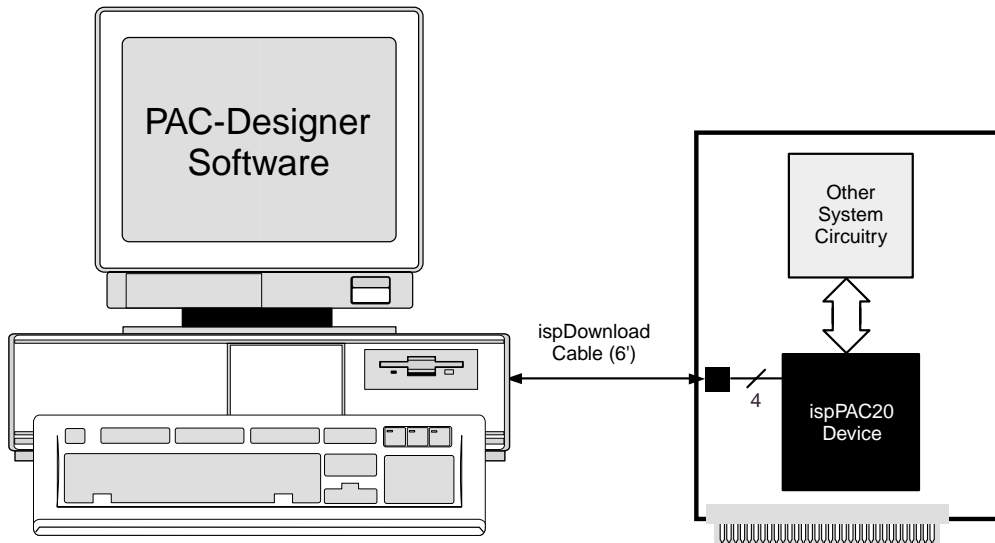 PAC-Designer
Software
ispDownload
Cable (6')
Other
System
Circuitry
4
ispPAC20
Device